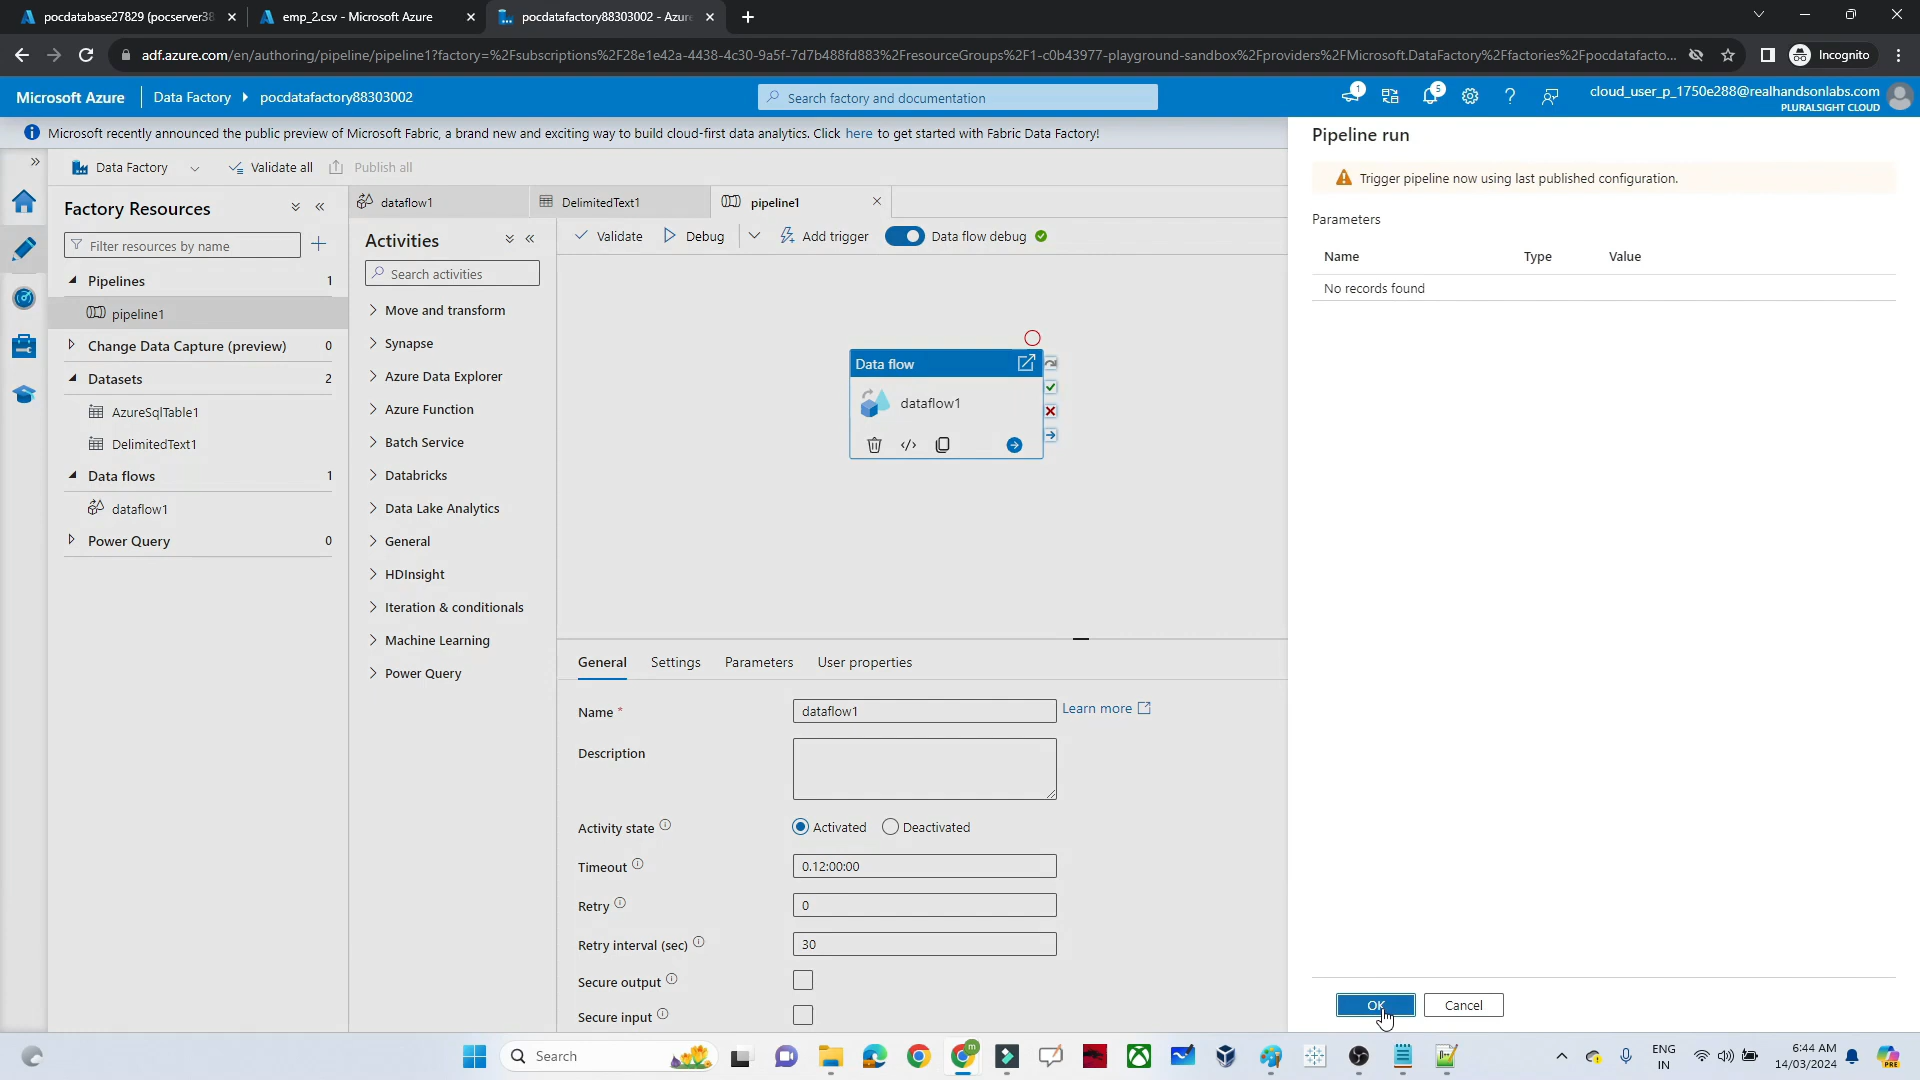 pocdatabase27829 (pocserver38
emp_2.csv - Microsoft Azure
pocdatafactory88303002 - Azure
adf.azure.com/en/authoring/pipeline/pipeline1?factory=%2Fsubscriptions%2F28e1e42a-4438-4c30-9a5f-7d7b488fd883%2FresourceGroups%2F1-c0b43977-playground-sandbox%2Fproviders%2FMicrosoft.DataFactory%2Ffactories%2Fpocdatafacto...
Incognito
Microsoft Azure
Data Factory
pocdatafactory88303002
Search factory and documentation
1
5
cloud_user_p_1750e288@realhandsonlabs.com
PLURALSIGHT CLOUD
Microsoft recently announced the public preview of Microsoft Fabric, a brand new and exciting way to build cloud-first data analytics. Click here to get started with Fabric Data Factory!
Data Factory
Validate all
Publish all
Factory Resources
Filter resources by name
Pipelines 1
pipeline1
Change Data Capture (preview) 0
Datasets 2
AzureSqlTable1
DelimitedText1
Data flows 1
dataflow1
Power Query 0
dataflow1
DelimitedText1
pipeline1
Activities
Search activities
Move and transform
Synapse
Azure Data Explorer
Azure Function
Batch Service
Databricks
Data Lake Analytics
General
HDInsight
Iteration & conditionals
Machine Learning
Power Query
Validate
Debug
Add trigger
Data flow debug
Data flow
dataflow1
General
Settings
Parameters
User properties
Name *
dataflow1
Learn more
Description
Activity state
Activated
Deactivated
Timeout
0.12:00:00
Retry
0
Retry interval (sec)
30
Secure output
Secure input
Pipeline run
Trigger pipeline now using last published configuration.
Parameters
Name Type Value
No records found
OK
Cancel
Search
m
PRE
ENG
IN
6:44 AM
14/03/2024